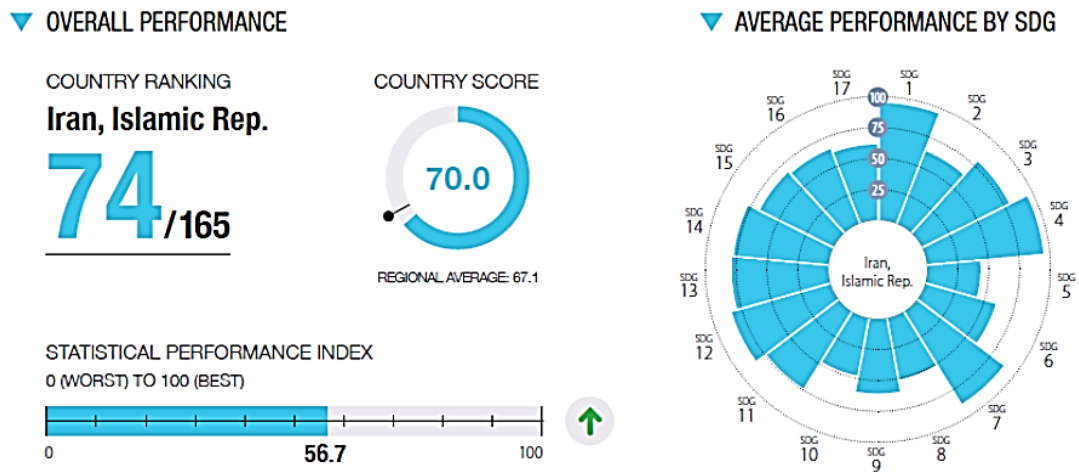 OVERALL PERFORMANCE
COUNTRY RANKING
Iran, Islamic Rep.
74/165
COUNTRY SCORE
70.0
REGIONAL AVERAGE: 67.1
STATISTICAL PERFORMANCE INDEX
0 (WORST) TO 100 (BEST)
0
56.7
100
AVERAGE PERFORMANCE BY SDG
SDG
1
SDG
2
SDG
3
SDG
4
SDG
5
SDG
6
SDG
7
SDG
8
SDG
9
SDG
10
SDG
11
SDG
12
SDG
13
SDG
14
SDG
15
SDG
16
SDG
17
100
75
50
25
Iran,
Islamic Rep.